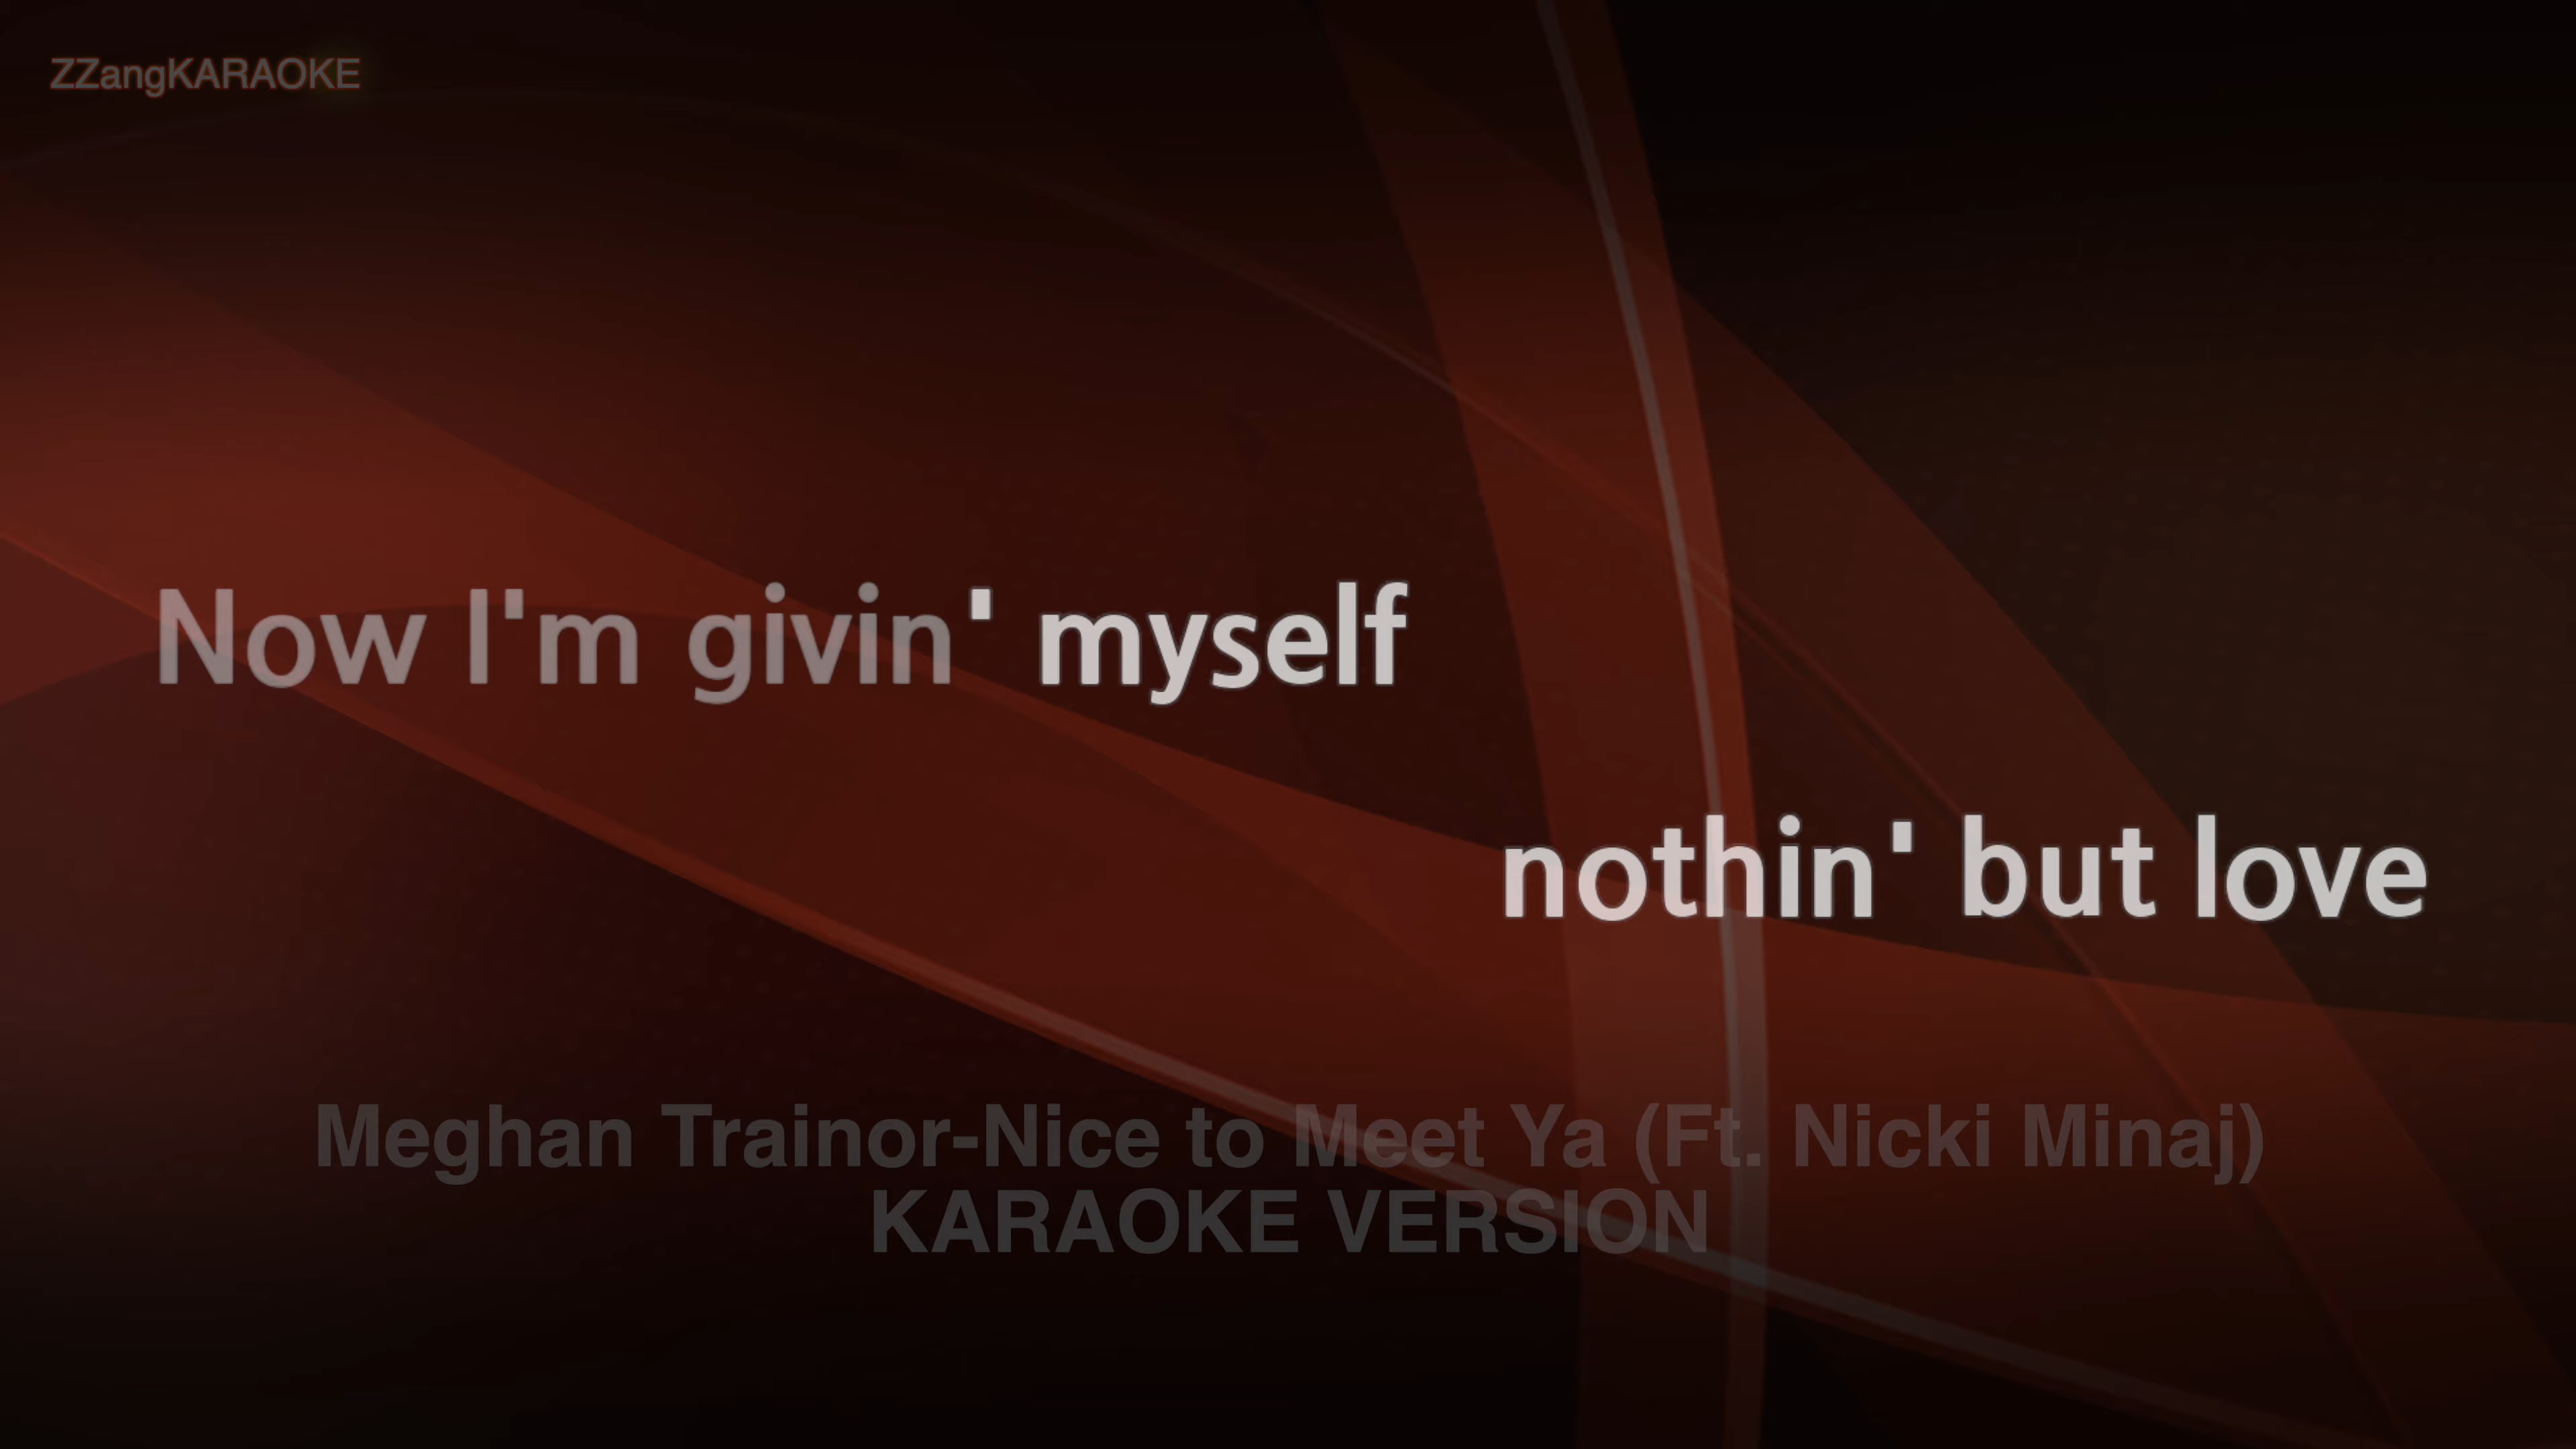 ZZangKARAOKE
Now I'm givin' myself
nothin' but love
Meghan Trainor-Nice to Meet Ya (Ft. Nicki Minaj)
KARAOKE VERSION